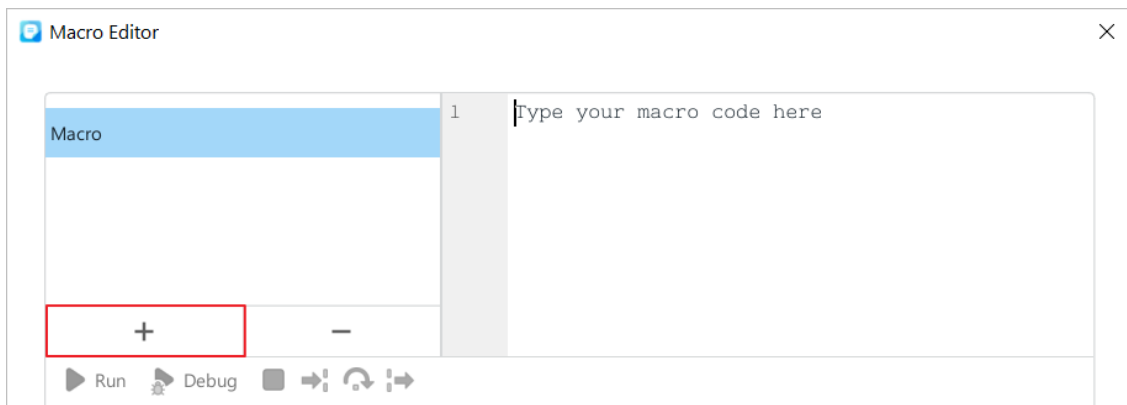 Macro Editor
Macro
1 Type your macro code here
+ −
Run Debug